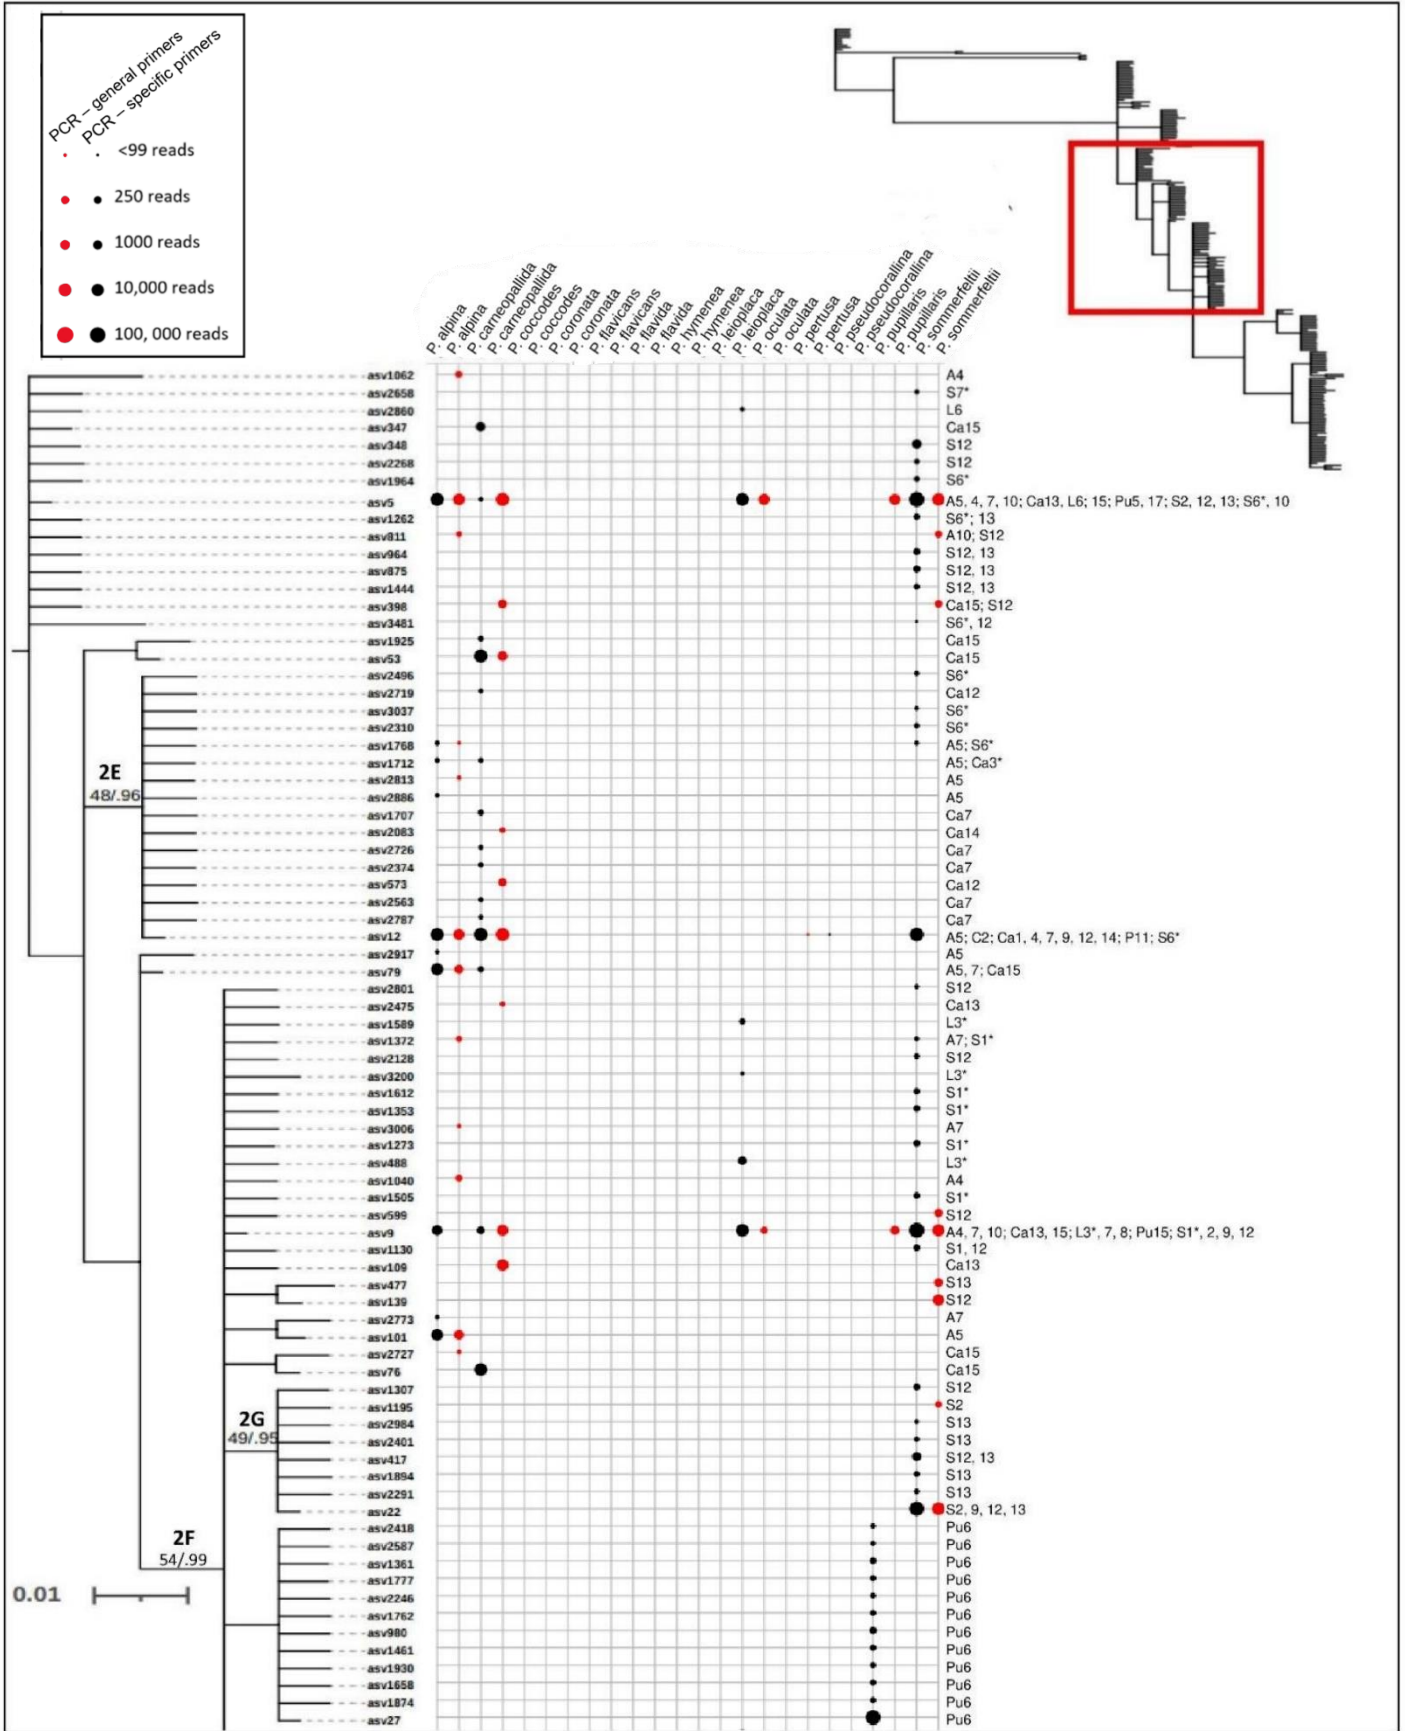 PCR – general primers
PCR – specific primers
<99 reads
250 reads
1000 reads
10,000 reads
100, 000 reads
P. alpina
P. alpina
P. carneopallida
P. carneopallida
P. coccodes
P. coccodes
P. coronata
P. coronata
P. flavicans
P. flavicans
P. flavida
P. flavida
P. hymenea
P. hymenea
P. leioplaca
P. leioplaca
P. oculata
P. oculata
P. pertusa
P. pertusa
P. pseudocorallina
P. pseudocorallina
P. pupillaris
P. pupillaris
P. sommerfeltii
P. sommerfeltii
asv1062 A4
asv2658 S7*
asv2860 L6
asv347 Ca15
asv348 S12
asv2268 S12
asv1964 S6*
asv5 A5, 4, 7, 10; Ca13, L6; 15; Pu5, 17; S2, 12, 13; S6*, 10
asv1262 S6*; 13
asv811 A10; S12
asv964 S12, 13
asv875 S12, 13
asv1444 S12, 13
asv398 Ca15; S12
asv3481 S6*, 12
asv1925 Ca15
asv53 Ca15
asv2496 S6*
asv2719 Ca12
asv3037 S6*
asv2310 S6*
asv1768 A5; S6*
asv1712 A5; Ca3*
2E
asv2813 A5
48/.96
asv2886 A5
asv1707 Ca7
asv2083 Ca14
asv2726 Ca7
asv2374 Ca7
asv573 Ca12
asv2563 Ca7
asv2787 Ca7
asv12 A5; C2; Ca1, 4, 7, 9, 12, 14; P11; S6*
asv2917 A5
asv79 A5, 7; Ca15
asv2801 S12
asv2475 Ca13
asv1589 L3*
asv1372 A7; S1*
asv2128 S12
asv3200 L3*
asv1612 S1*
asv1353 S1*
asv3006 A7
asv1273 S1*
asv488 L3*
asv1040 A4
asv1505 S1*
asv599 S12
asv9 A4, 7, 10; Ca13, 15; L3*, 7, 8; Pu15; S1*, 2, 9, 12
asv1130 S1, 12
asv109 Ca13
asv477 S13
asv139 S12
asv2773 A7
asv101 A5
asv2727 Ca15
asv76 Ca15
asv1307 S12
asv1195 S2
2G
asv2984 S13
49/.95
asv2401 S13
asv417 S12, 13
asv1894 S13
asv2291 S13
asv22 S2, 9, 12, 13
asv2418 Pu6
2F
asv2587 Pu6
54/.99
asv1361 Pu6
asv1777 Pu6
0.01
asv2246 Pu6
asv1762 Pu6
asv980 Pu6
asv1461 Pu6
asv1930 Pu6
asv1658 Pu6
asv1874 Pu6
asv27 Pu6